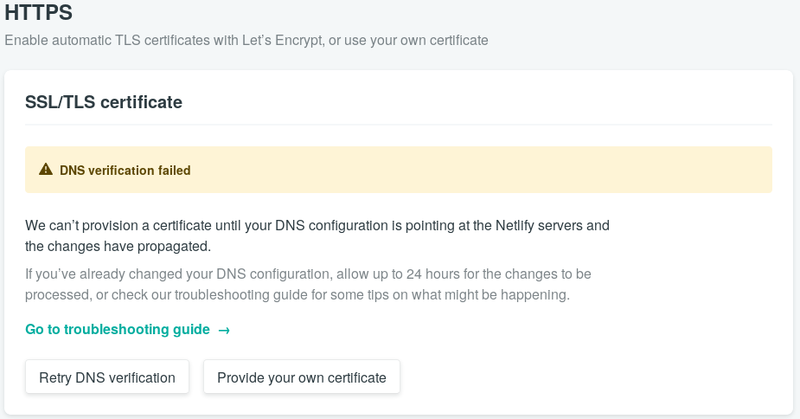 HTTPS
Enable automatic TLS certificates with Let’s Encrypt, or use your own certificate
SSL/TLS certificate
DNS verification failed
We can’t provision a certificate until your DNS configuration is pointing at the Netlify servers and
the changes have propagated.
If you’ve already changed your DNS configuration, allow up to 24 hours for the changes to be
processed, or check our troubleshooting guide for some tips on what might be happening.
Go to troubleshooting guide →
Retry DNS verification
Provide your own certificate